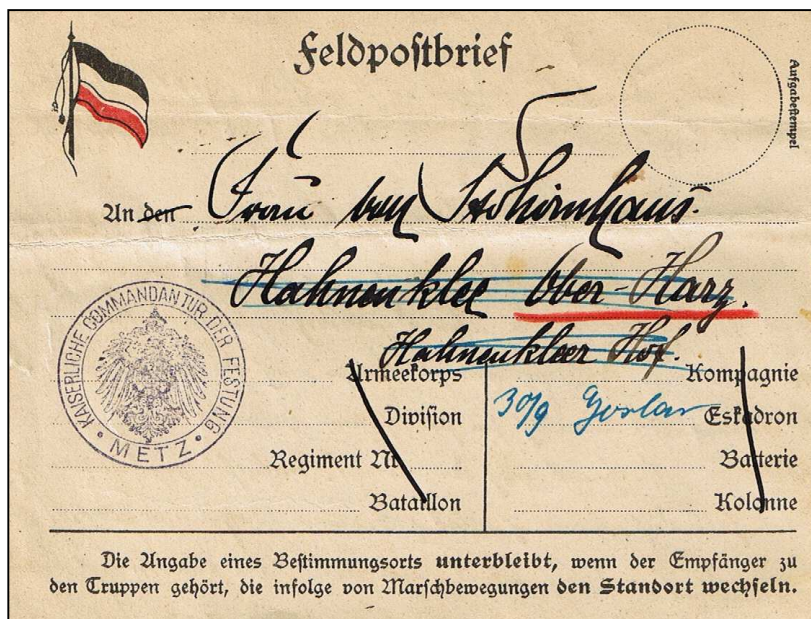 Feldpostbrief
Aufgabestempel
An den Frau von
Hahnenklee Ober-Harz.
Hahnenkleer Hof.
KAISERLICHE COMMANDANTUR DER FESTUNG
• METZ •
Armeekorps
Division
Regiment Nr
Bataillon
Kompagnie
30/9 Goslar Eskadron
Batterie
Kolonne
Die Angabe eines Bestimmungsorts unterbleibt, wenn der Empfänger zu
den Truppen gehört, die infolge von Marschbewegungen den Standort wechseln.